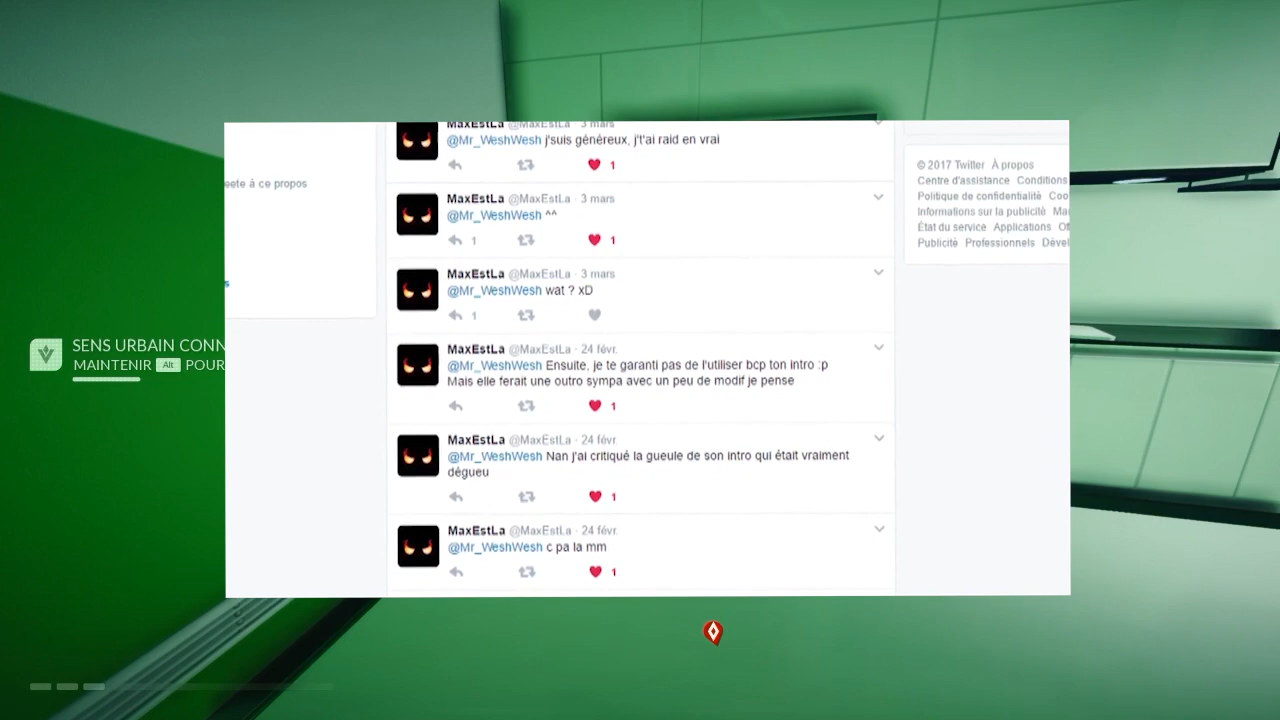 MaxEstLa @MaxEstLa · 3 mars
@Mr_WeshWesh j'suis généreux, j't'ai raid en vrai
1
MaxEstLa @MaxEstLa · 3 mars
@Mr_WeshWesh ^^
1 1
MaxEstLa @MaxEstLa · 3 mars
@Mr_WeshWesh wat ? xD
1
MaxEstLa @MaxEstLa · 24 févr.
@Mr_WeshWesh Ensuite, je te garanti pas de l'utiliser bcp ton intro :p
Mais elle ferait une outro sympa avec un peu de modif je pense
1
MaxEstLa @MaxEstLa · 24 févr.
@Mr_WeshWesh Nan j'ai critiqué la gueule de son intro qui était vraiment
dégueu
1
MaxEstLa @MaxEstLa · 24 févr.
@Mr_WeshWesh c pa la mm
1
eete à ce propos
© 2017 Twitter À propos
Centre d'assistance Conditions
Politique de confidentialité Coo
Informations sur la publicité Ma
État du service Applications Of
Publicité Professionnels Dével
SENS URBAIN CONN
MAINTENIR Alt POUR